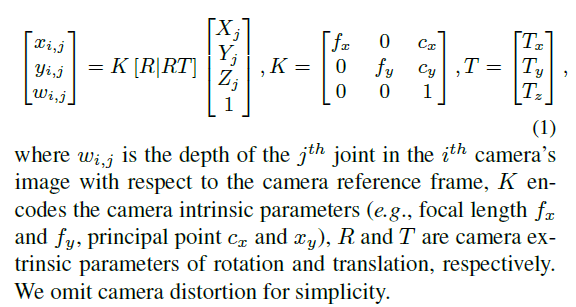 [x_{i,j} y_{i,j} w_{i,j}] = K [R|RT] [X_j Y_j Z_j 1] , K = [f_x 0 c_x; 0 f_y c_y; 0 0 1] , T = [T_x T_y T_z] ,
(1)
where w_{i,j} is the depth of the j^{th} joint in the i^{th} camera's
image with respect to the camera reference frame, K en-
codes the camera intrinsic parameters (e.g., focal length f_x
and f_y, principal point c_x and x_y), R and T are camera ex-
trinsic parameters of rotation and translation, respectively.
We omit camera distortion for simplicity.